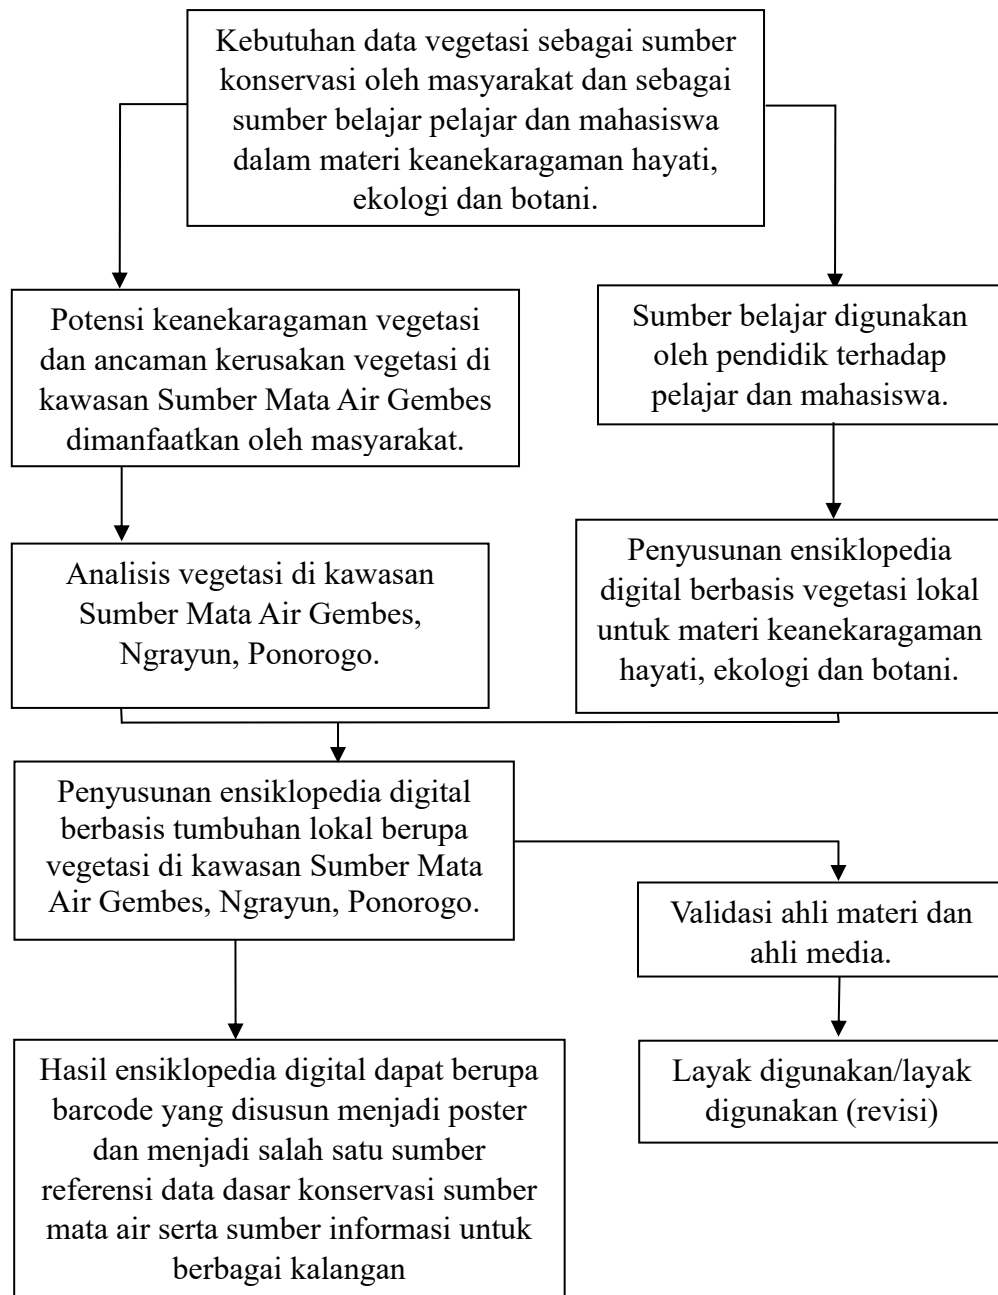 Kebutuhan data vegetasi sebagai sumber
konservasi oleh masyarakat dan sebagai
sumber belajar pelajar dan mahasiswa
dalam materi keanekaragaman hayati,
ekologi dan botani.
Potensi keanekaragaman vegetasi
dan ancaman kerusakan vegetasi di
kawasan Sumber Mata Air Gembes
dimanfaatkan oleh masyarakat.
Sumber belajar digunakan
oleh pendidik terhadap
pelajar dan mahasiswa.
Analisis vegetasi di kawasan
Sumber Mata Air Gembes,
Ngrayun, Ponorogo.
Penyusunan ensiklopedia
digital berbasis vegetasi lokal
untuk materi keanekaragaman
hayati, ekologi dan botani.
Penyusunan ensiklopedia digital
berbasis tumbuhan lokal berupa
vegetasi di kawasan Sumber Mata
Air Gembes, Ngrayun, Ponorogo.
Validasi ahli materi dan
ahli media.
Hasil ensiklopedia digital dapat berupa
barcode yang disusun menjadi poster
dan menjadi salah satu sumber
referensi data dasar konservasi sumber
mata air serta sumber informasi untuk
berbagai kalangan
Layak digunakan/layak
digunakan (revisi)